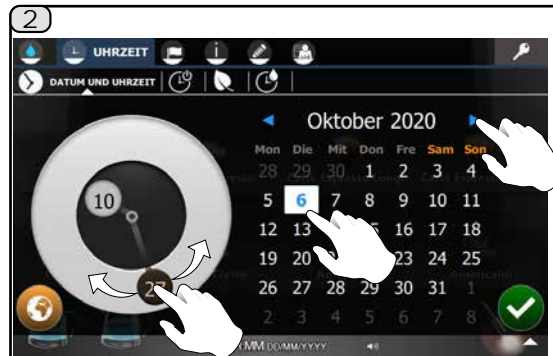 2
UHRZEIT
DATUM UND UHRZEIT
Oktober 2020
Mon Die Mit Don Fre Sam Son
28 29 30 1 2 3 4
5 6 7 8 9 10 11
12 13 16 17 18
19 20 23 24 25
26 27 28 29 30 31 1
2 3 4 5 6 7 8
10
27
:MM DD/MM/YYYY